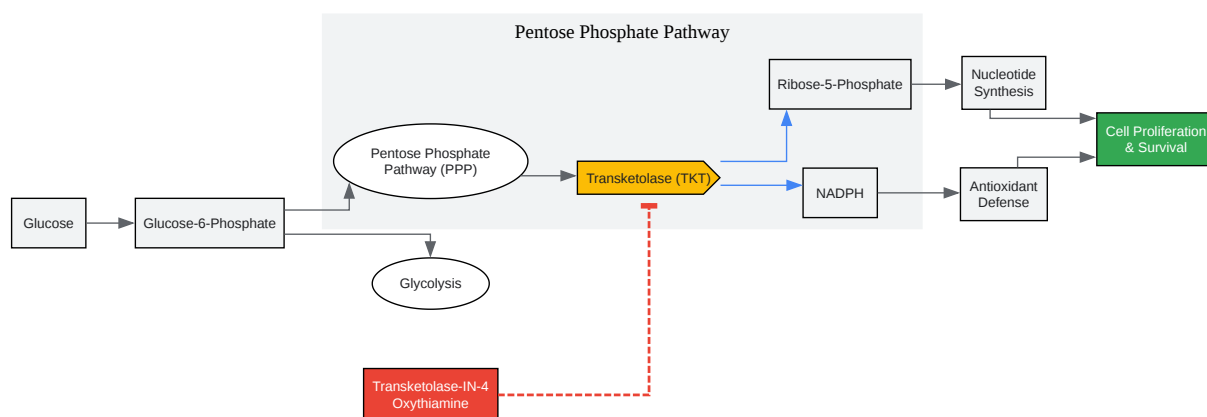 Pentose Phosphate Pathway
Ribose-5-Phosphate
Nucleotide
Synthesis
Cell Proliferation
& Survival
Pentose Phosphate
Pathway (PPP)
Transketolase (TKT)
NADPH
Antioxidant
Defense
Glucose
Glucose-6-Phosphate
Glycolysis
Transketolase-IN-4
Oxythiamine